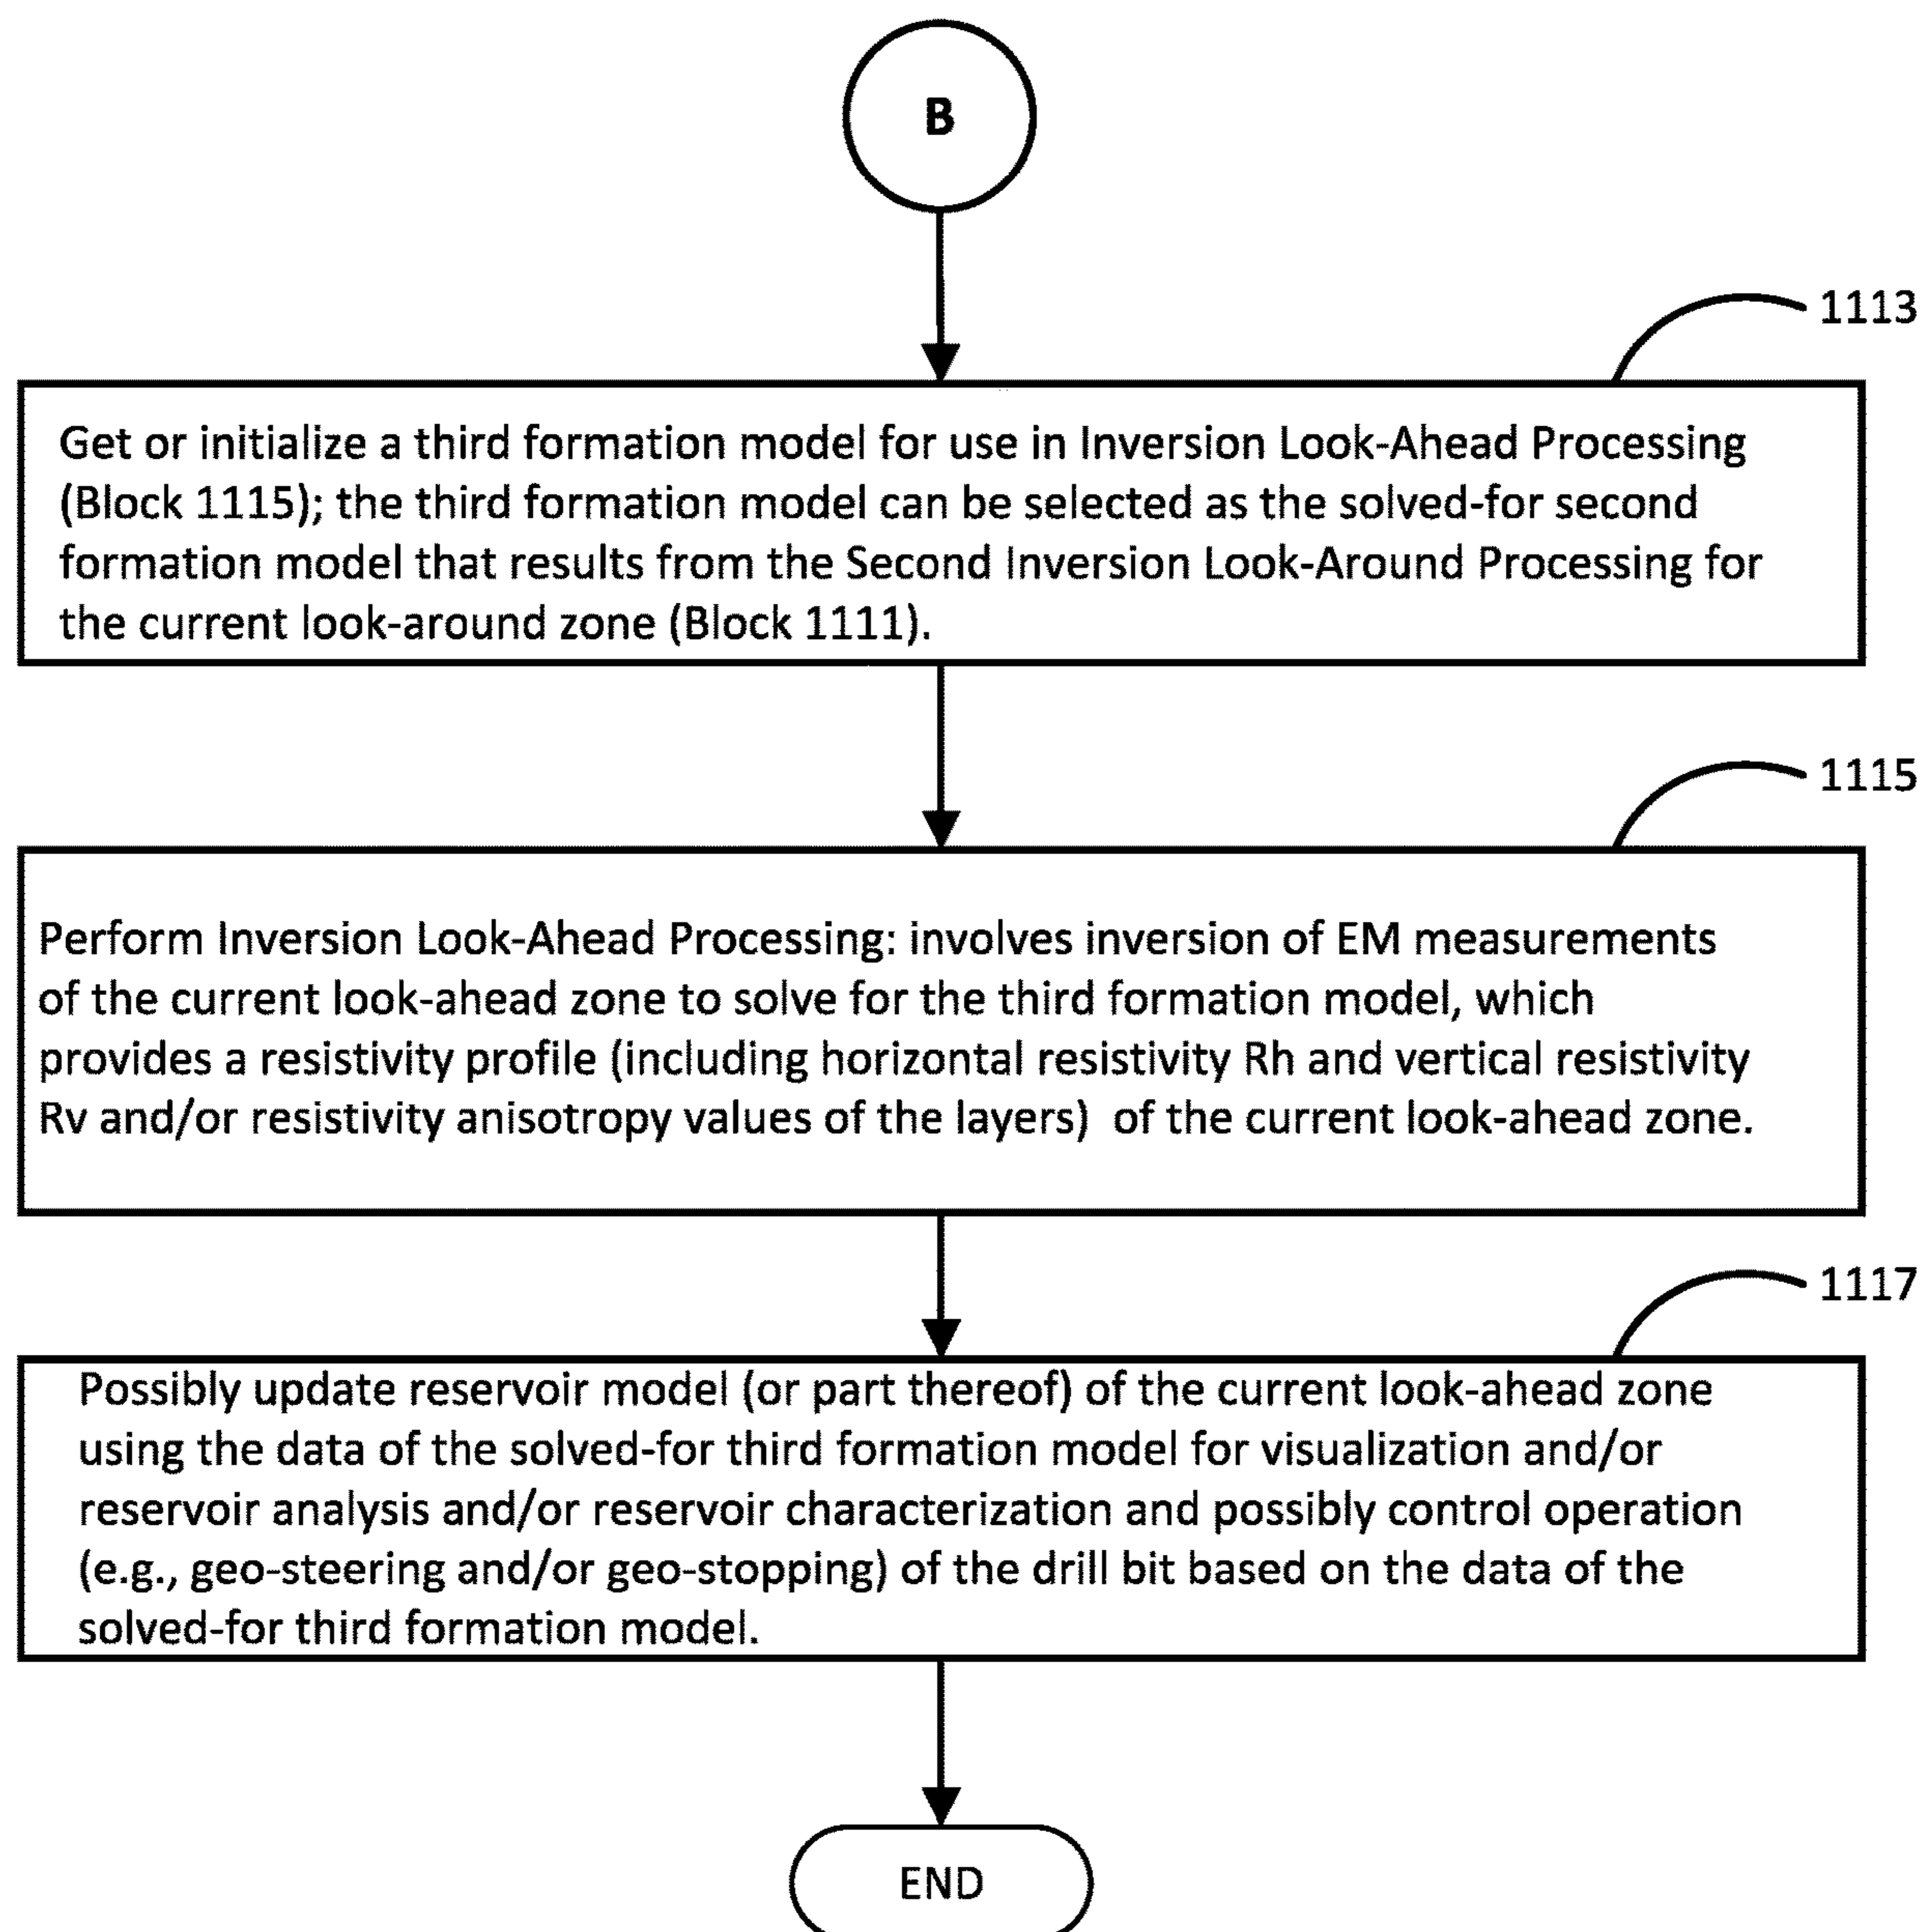 B
1113
Get or initialize a third formation model for use in Inversion Look-Ahead Processing
(Block 1115); the third formation model can be selected as the solved-for second
formation model that results from the Second Inversion Look-Around Processing for
the current look-around zone (Block 1111).
1115
Perform Inversion Look-Ahead Processing: involves inversion of EM measurements
of the current look-ahead zone to solve for the third formation model, which
provides a resistivity profile (including horizontal resistivity Rh and vertical resistivity
Rv and/or resistivity anisotropy values of the layers)  of the current look-ahead zone.
1117
Possibly update reservoir model (or part thereof) of the current look-ahead zone
using the data of the solved-for third formation model for visualization and/or
reservoir analysis and/or reservoir characterization and possibly control operation
(e.g., geo-steering and/or geo-stopping) of the drill bit based on the data of the
solved-for third formation model.
END